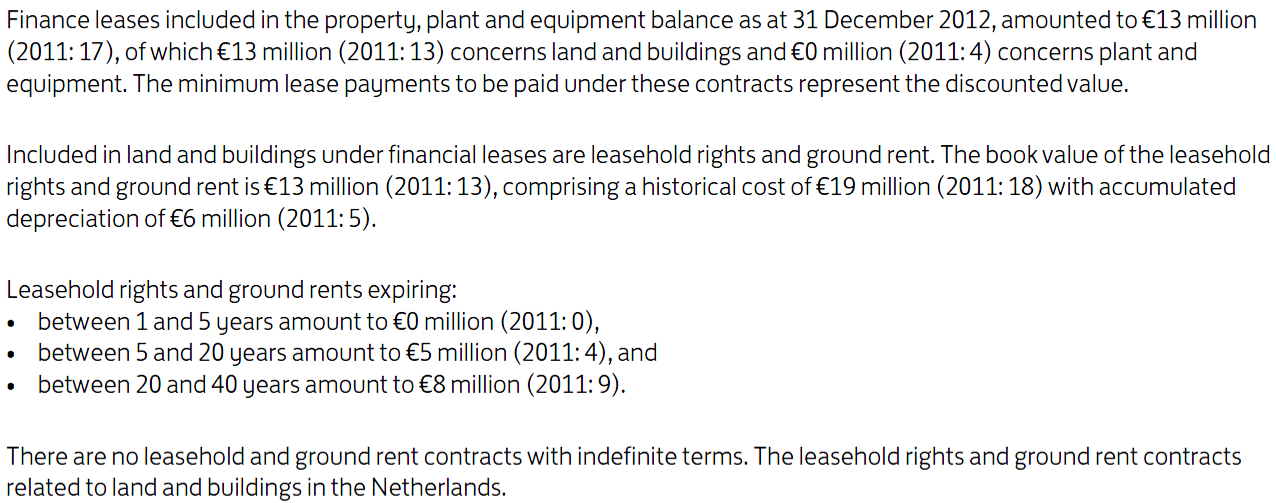 Finance leases included in the property, plant and equipment balance as at 31 December 2012, amounted to €13 million
(2011: 17), of which €13 million (2011: 13) concerns land and buildings and €0 million (2011: 4) concerns plant and
equipment. The minimum lease payments to be paid under these contracts represent the discounted value.
Included in land and buildings under financial leases are leasehold rights and ground rent. The book value of the leasehold
rights and ground rent is €13 million (2011: 13), comprising a historical cost of €19 million (2011: 18) with accumulated
depreciation of €6 million (2011: 5).
Leasehold rights and ground rents expiring:
• between 1 and 5 years amount to €0 million (2011: 0),
• between 5 and 20 years amount to €5 million (2011: 4), and
• between 20 and 40 years amount to €8 million (2011: 9).
There are no leasehold and ground rent contracts with indefinite terms. The leasehold rights and ground rent contracts
related to land and buildings in the Netherlands.